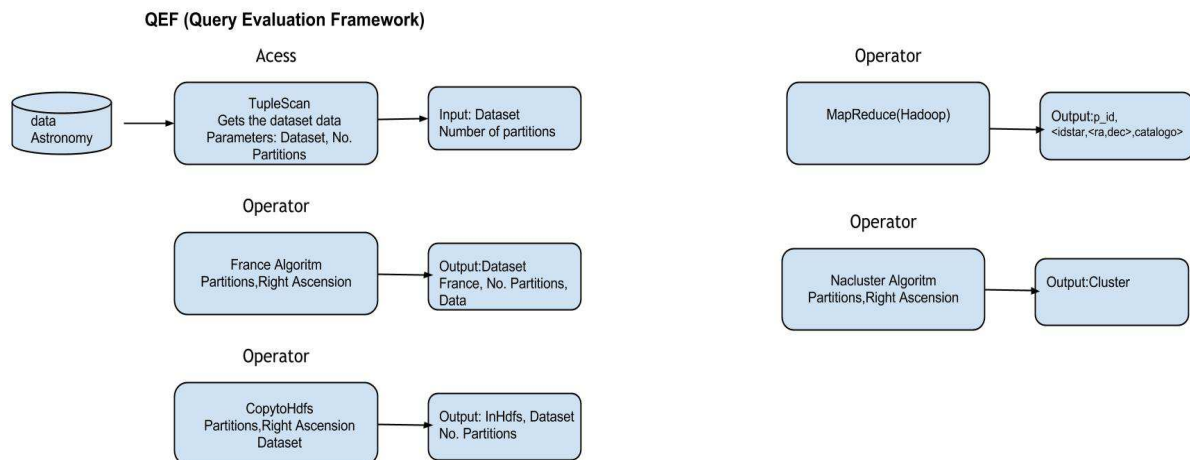 QEF (Query Evaluation Framework)
Acess
data
Astronomy
TupleScan
Gets the dataset data
Parameters: Dataset, No.
Partitions
Input: Dataset
Number of partitions
Operator
France Algoritm
Partitions,Right Ascension
Output:Dataset
France, No. Partitions,
Data
Operator
CopytoHdfs
Partitions,Right Ascension
Dataset
Output: InHdfs, Dataset
No. Partitions
Operator
MapReduce(Hadoop)
Output:p_id,
<idstar,<ra,dec>,catalogo>
Operator
Nacluster Algoritm
Partitions,Right Ascension
Output:Cluster